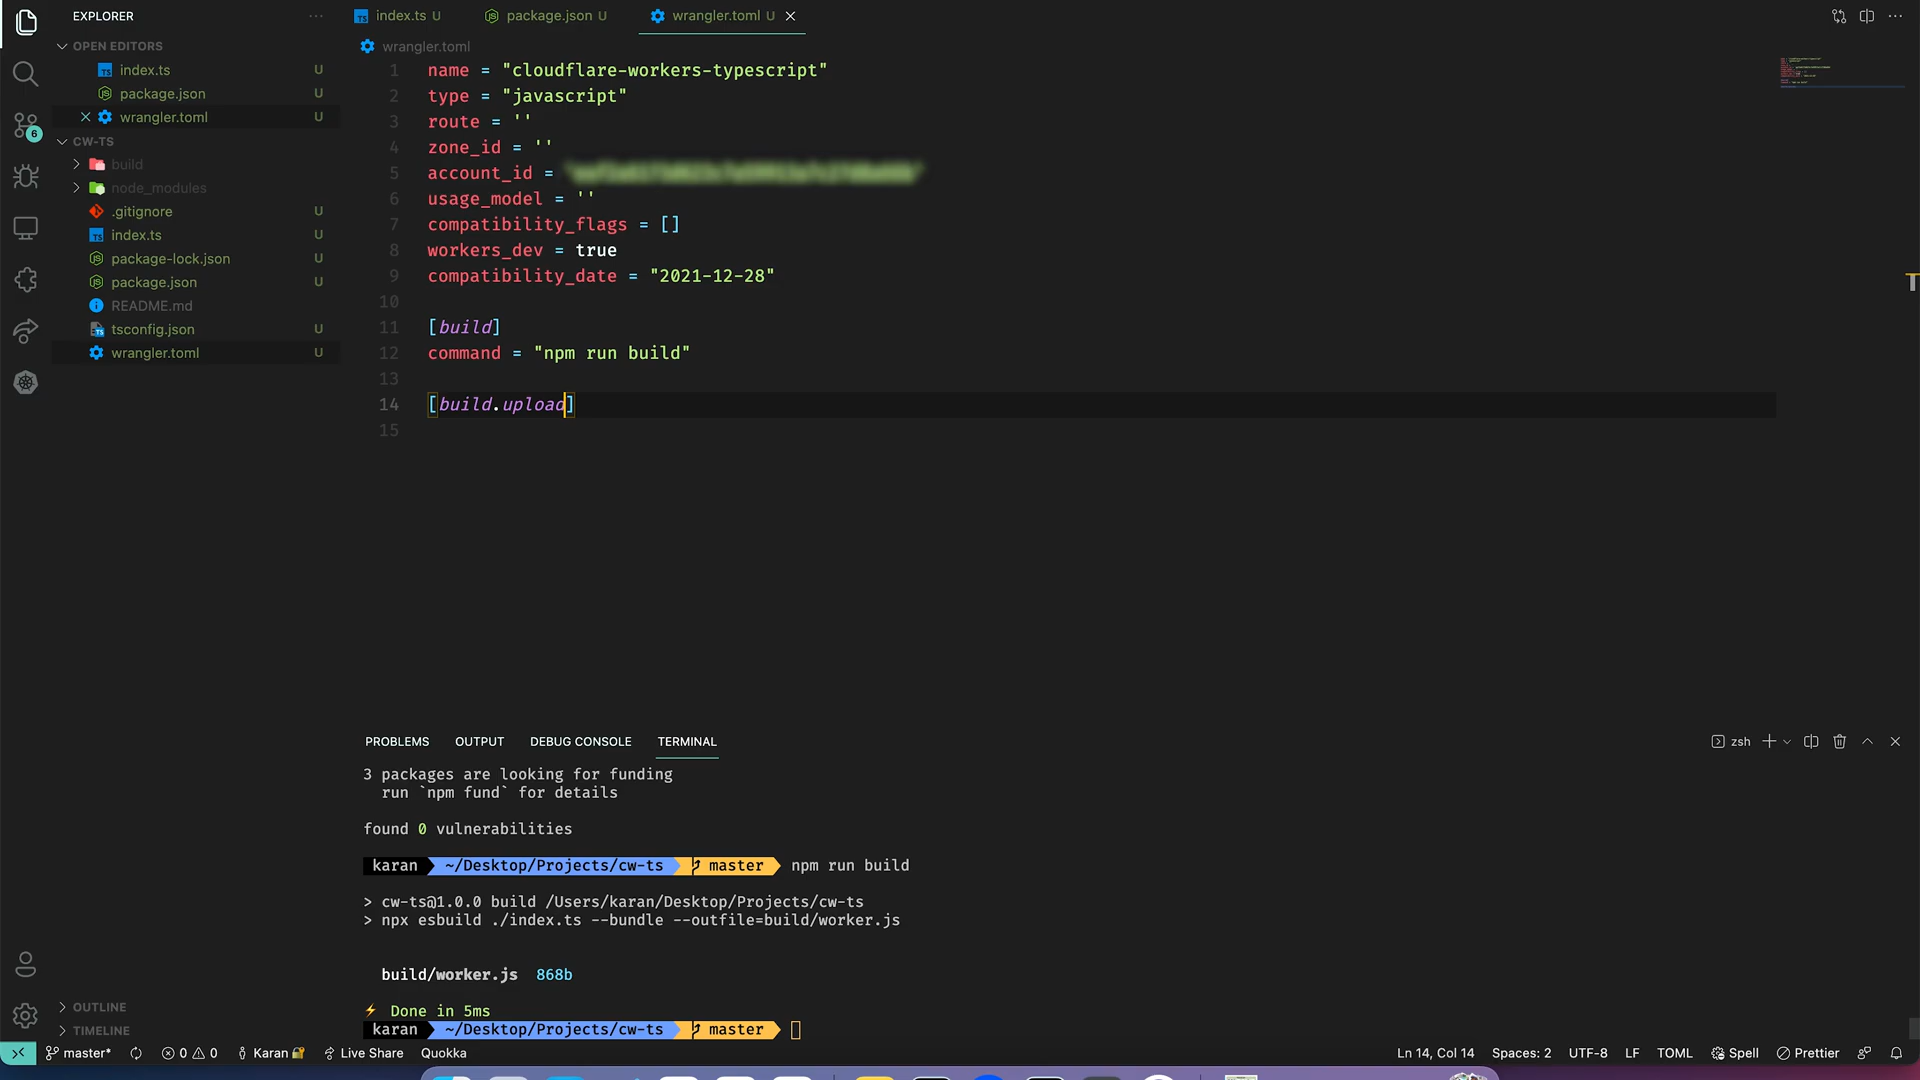 EXPLORER
OPEN EDITORS
index.ts U
package.json U
wrangler.toml U
CW-TS
build
node_modules
.gitignore U
index.ts U
package-lock.json U
package.json U
README.md
tsconfig.json U
wrangler.toml U
OUTLINE
TIMELINE
6
index.ts U
package.json U
wrangler.toml U
wrangler.toml
1 name = "cloudflare-workers-typescript"
2 type = "javascript"
3 route = ''
4 zone_id = ''
5 account_id =
6 usage_model = ''
7 compatibility_flags = []
8 workers_dev = true
9 compatibility_date = "2021-12-28"
10
11 [build]
12 command = "npm run build"
13
14 [build.upload]
15
PROBLEMS OUTPUT DEBUG CONSOLE TERMINAL
zsh
3 packages are looking for funding
run `npm fund` for details
found 0 vulnerabilities
karan ~/Desktop/Projects/cw-ts master npm run build
> cw-ts@1.0.0 build /Users/karan/Desktop/Projects/cw-ts
> npx esbuild ./index.ts --bundle --outfile=build/worker.js
build/worker.js 868b
⚡ Done in 5ms
karan ~/Desktop/Projects/cw-ts master
master* 0 0 Karan Live Share Quokka
Ln 14, Col 14 Spaces: 2 UTF-8 LF TOML Spell Prettier